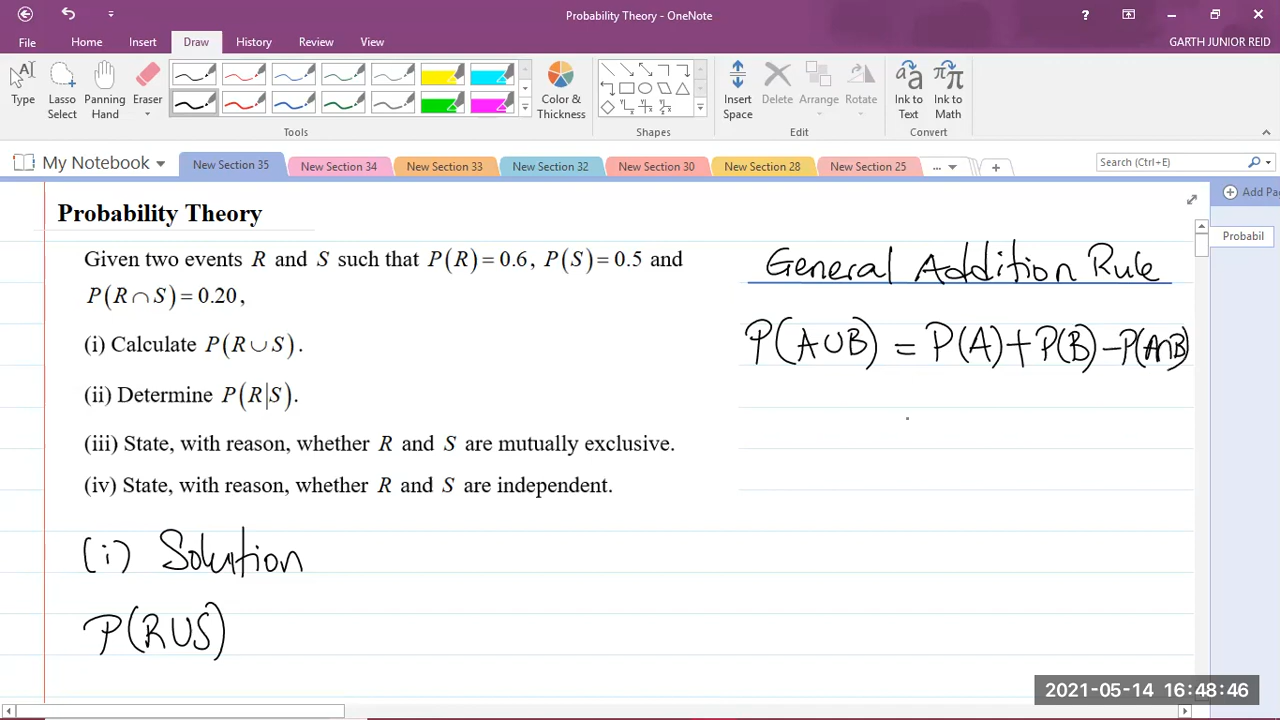 Probability Theory - OneNote
File Home Insert Draw History Review View GARTH JUNIOR REID
Type Lasso Select Panning Hand Eraser Color & Thickness Insert Space Delete Arrange Rotate Ink to Text Ink to Math
Tools Shapes Edit Convert
My Notebook New Section 35 New Section 34 New Section 33 New Section 32 New Section 30 New Section 28 New Section 25 ... Search (Ctrl+E)
Add Pa
Probabil
Probability Theory
Given two events R and S such that P(R) = 0.6, P(S) = 0.5 and
P(R ∩ S) = 0.20,
(i) Calculate P(R ∪ S).
(ii) Determine P(R|S).
(iii) State, with reason, whether R and S are mutually exclusive.
(iv) State, with reason, whether R and S are independent.
General Addition Rule
P(A∪B) = P(A)+P(B)-P(A∩B)
(i) Solution
P(R∪S)
2021-05-14 16:48:46